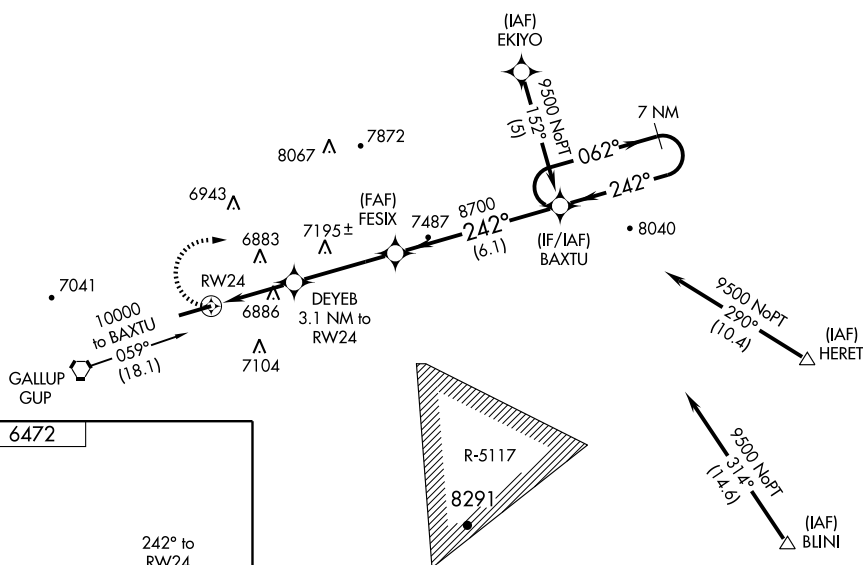 (IAF)
EKIYO
9500 NoPT
152°
(5)
7 NM
062°
242°
8067
7872
6943
(FAF)
FESIX
7487
8700
242°
(6.1)
(IF/IAF)
BAXTU
8040
6883
7195±
RW24
7041
6886
DEYEB
3.1 NM to
RW24
10000
to BAXTU
059°
(18.1)
7104
GALLUP
GUP
9500 NoPT
290°
(10.4)
(IAF)
HERET
6472
R-5117
8291
9500 NoPT
314°
(14.6)
(IAF)
BLINI
242° to
RW24